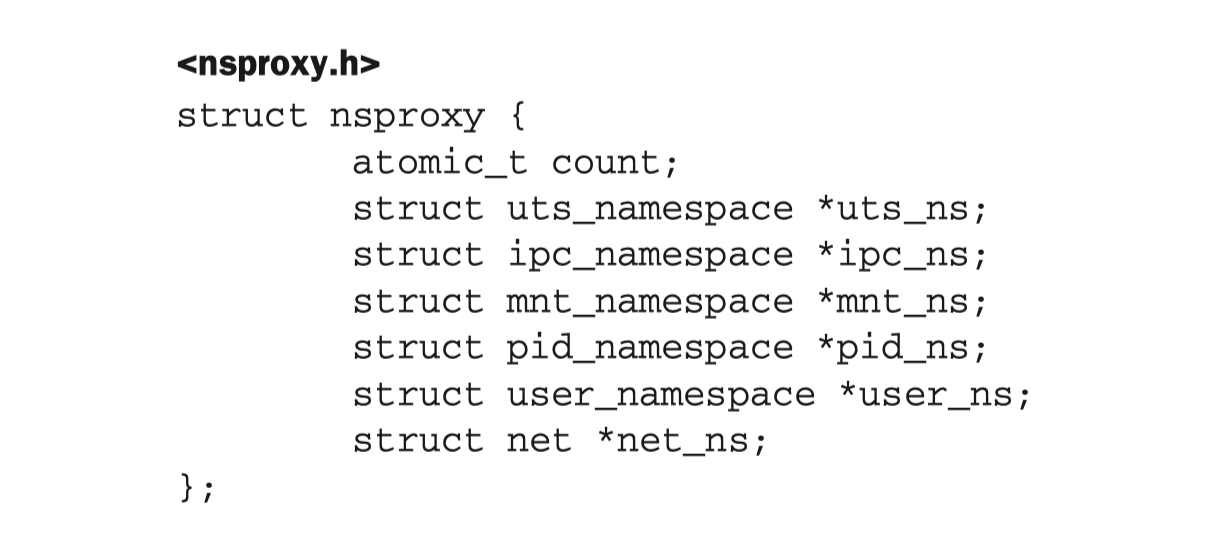 <nsproxy.h>
struct nsproxy {
        atomic_t count;
        struct uts_namespace *uts_ns;
        struct ipc_namespace *ipc_ns;
        struct mnt_namespace *mnt_ns;
        struct pid_namespace *pid_ns;
        struct user_namespace *user_ns;
        struct net *net_ns;
};